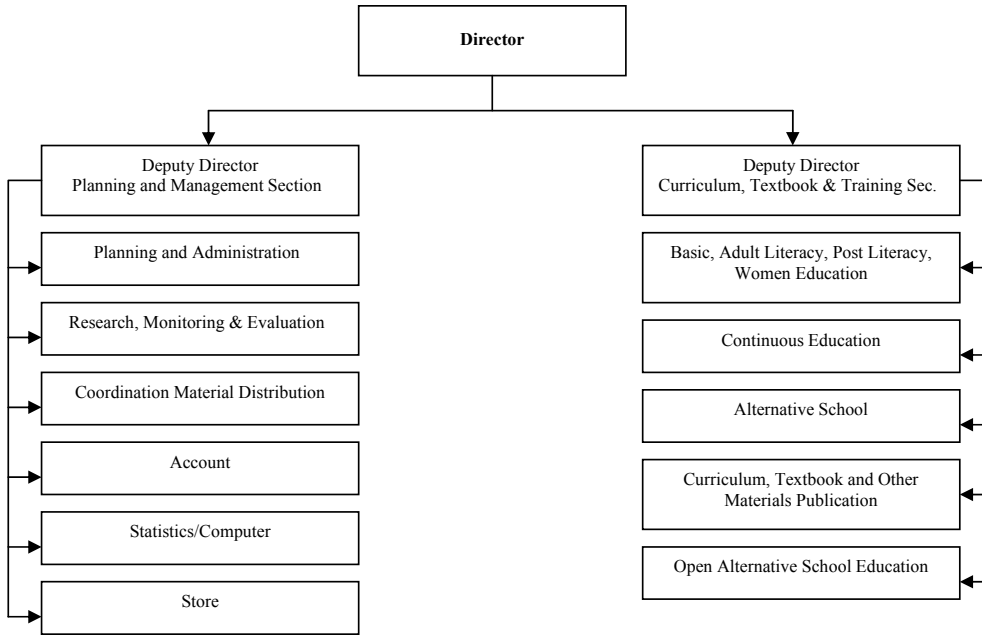 Director
Deputy Director
Planning and Management Section
Planning and Administration
Research, Monitoring & Evaluation
Coordination Material Distribution
Account
Statistics/Computer
Store
Deputy Director
Curriculum, Textbook & Training Sec.
Basic, Adult Literacy, Post Literacy,
Women Education
Continuous Education
Alternative School
Curriculum, Textbook and Other
Materials Publication
Open Alternative School Education